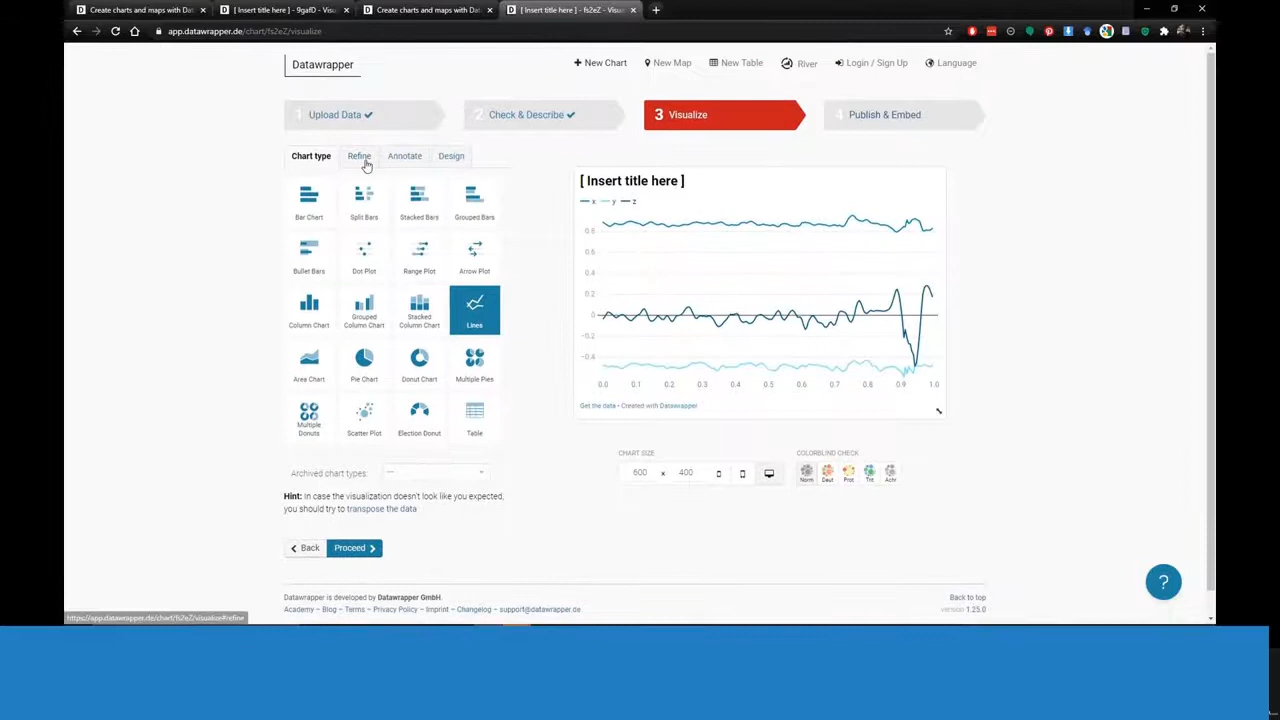 Create charts and maps with Dat
[ Insert title here ] - 9gafD - Visu
Create charts and maps with Dat
[ Insert title here ] - fs2eZ - Visu
app.datawrapper.de/chart/fs2eZ/visualize
Datawrapper
New Chart
New Map
New Table
River
Login / Sign Up
Language
1 Upload Data
2 Check & Describe
3 Visualize
4 Publish & Embed
Chart type
Refine
Annotate
Design
Bar Chart
Split Bars
Stacked Bars
Grouped Bars
Bullet Bars
Dot Plot
Range Plot
Arrow Plot
Column Chart
Grouped
Column Chart
Stacked
Column Chart
Lines
Area Chart
Pie Chart
Donut Chart
Multiple Pies
Multiple
Donuts
Scatter Plot
Election Donut
Table
Archived chart types:
---
Hint: In case the visualization doesn't look like you expected,
you should try to transpose the data
Back
Proceed
[ Insert title here ]
x y z
0.8
0.6
0.4
0.2
0
−0.2
−0.4
0.0 0.1 0.2 0.3 0.4 0.5 0.6 0.7 0.8 0.9 1.0
Get the data • Created with Datawrapper
CHART SIZE
600 x 400
COLORBLIND CHECK
Norm Deut Prot Trit Achr
?
Datawrapper is developed by Datawrapper GmbH.
Academy – Blog – Terms – Privacy Policy – Imprint – Changelog – support@datawrapper.de
Back to top
version 1.25.0
https://app.datawrapper.de/chart/fs2eZ/visualize#refine